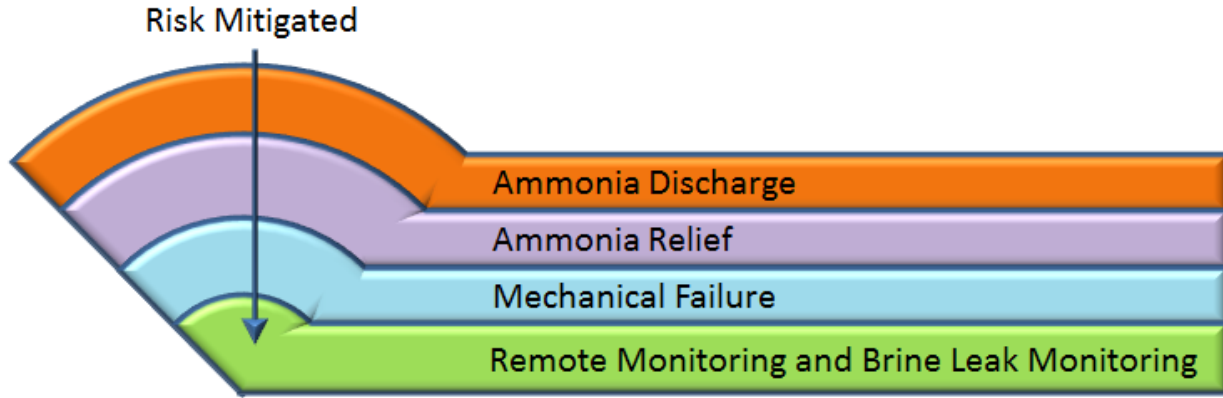 Risk Mitigated
Ammonia Discharge
Ammonia Relief
Mechanical Failure
Remote Monitoring and Brine Leak Monitoring